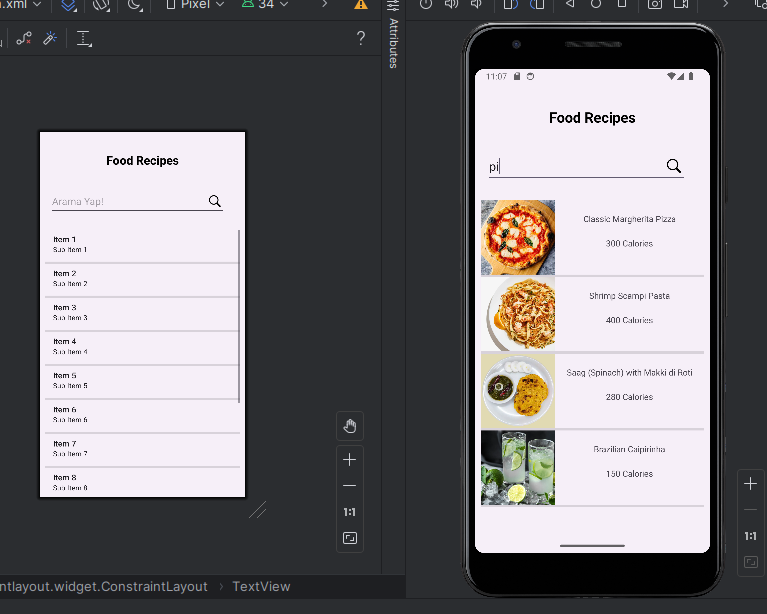 .xml
Pixel
34
?
Attributes
Food Recipes
Arama Yap!
Item 1
Sub Item 1
Item 2
Sub Item 2
Item 3
Sub Item 3
Item 4
Sub Item 4
Item 5
Sub Item 5
Item 6
Sub Item 6
Item 7
Sub Item 7
Item 8
Sub Item 8
1:1
ntlayout.widget.ConstraintLayout › TextView
11:07
Food Recipes
pi
Classic Margherita Pizza
300 Calories
Shrimp Scampi Pasta
400 Calories
Saag (Spinach) with Makki di Roti
280 Calories
Brazilian Caipirinha
150 Calories
1:1